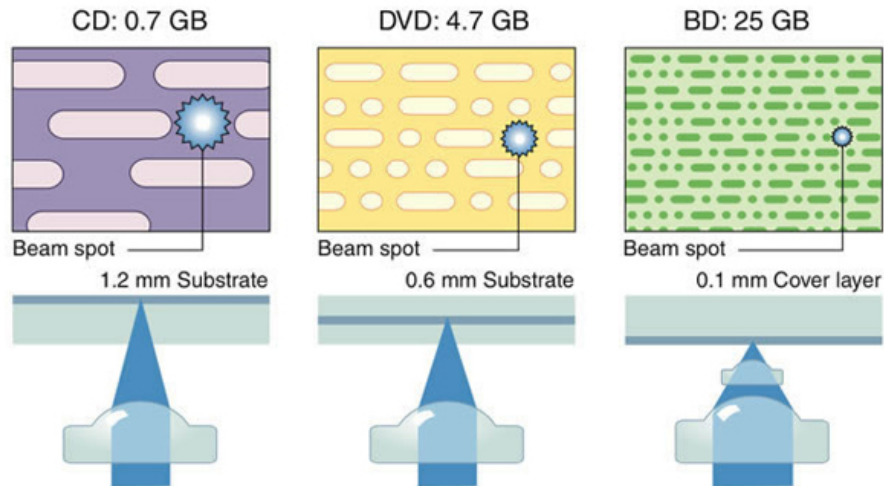 CD: 0.7 GB
DVD: 4.7 GB
BD: 25 GB
Beam spot
Beam spot
Beam spot
1.2 mm Substrate
0.6 mm Substrate
0.1 mm Cover layer